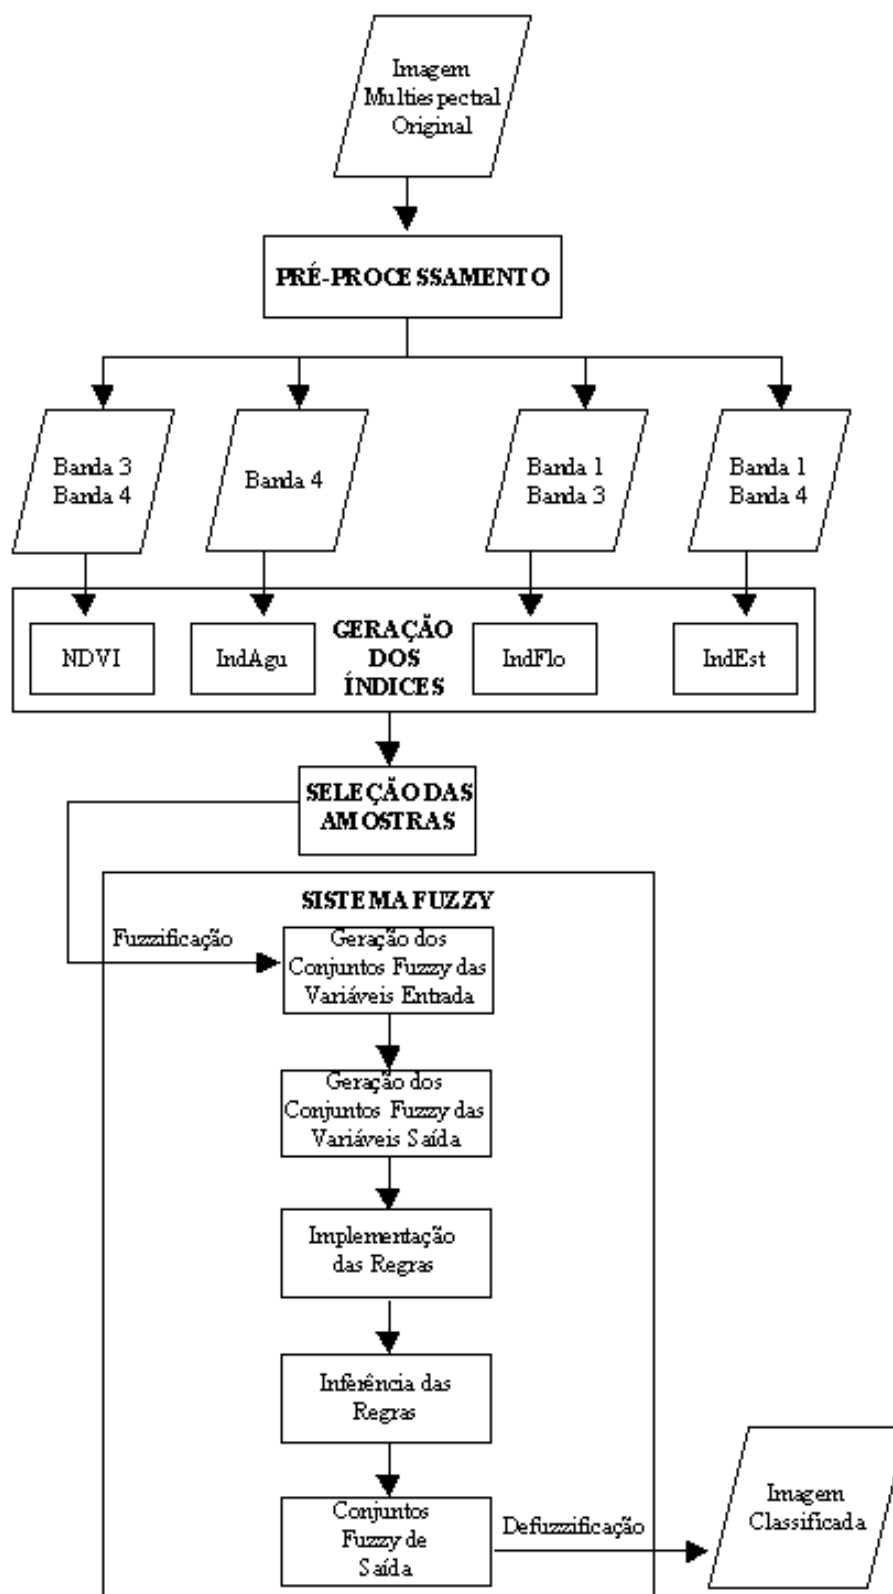 Imagem
Multiespectral
Original
PRÉ-PROCESSAMENTO
Banda 3
Banda 4
Banda 4
Banda 1
Banda 3
Banda 1
Banda 4
GERAÇÃO
DOS
ÍNDICES
NDVI
IndAgu
IndFlo
IndEst
SELEÇÃO DAS
AMOSTRAS
SISTEMA FUZZY
Fuzzificação
Geração dos
Conjuntos Fuzzy das
Variáveis Entrada
Geração dos
Conjuntos Fuzzy das
Variáveis Saída
Implementação
das Regras
Inferência das
Regras
Conjuntos
Fuzzy de
Saída
Defuzzificação
Imagem
Classificada